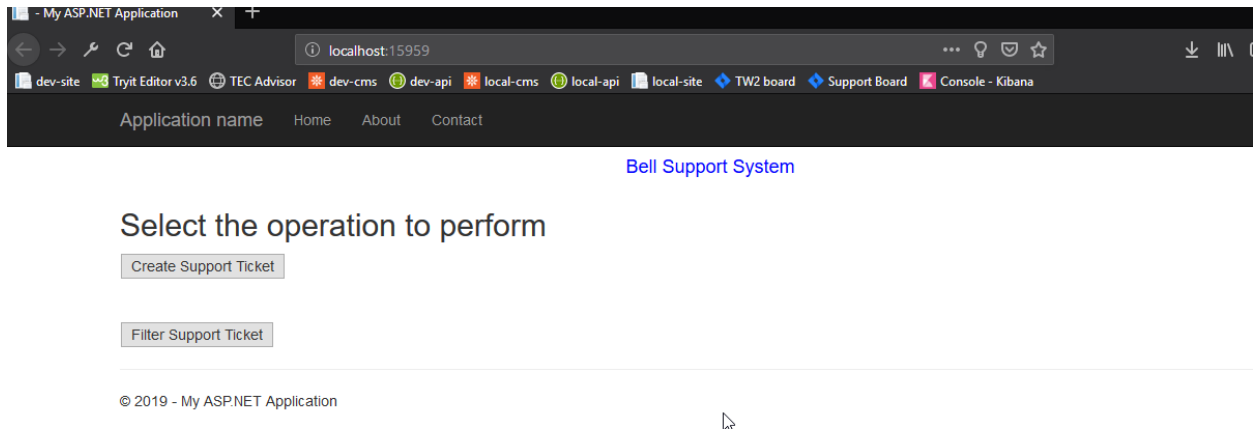 - My ASP.NET Application
localhost:15959
dev-site Tryit Editor v3.6 TEC Advisor dev-cms dev-api local-cms local-api local-site TW2 board Support Board Console - Kibana
Application name Home About Contact
Bell Support System
Select the operation to perform
Create Support Ticket
Filter Support Ticket
© 2019 - My ASP.NET Application